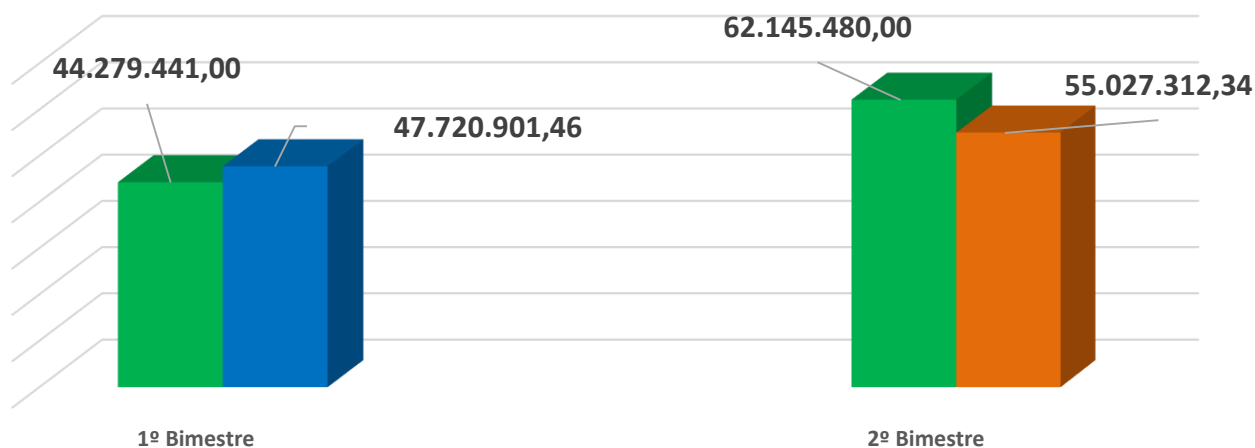 62.145.480,00
44.279.441,00
55.027.312,34
47.720.901,46
1º Bimestre
2º Bimestre